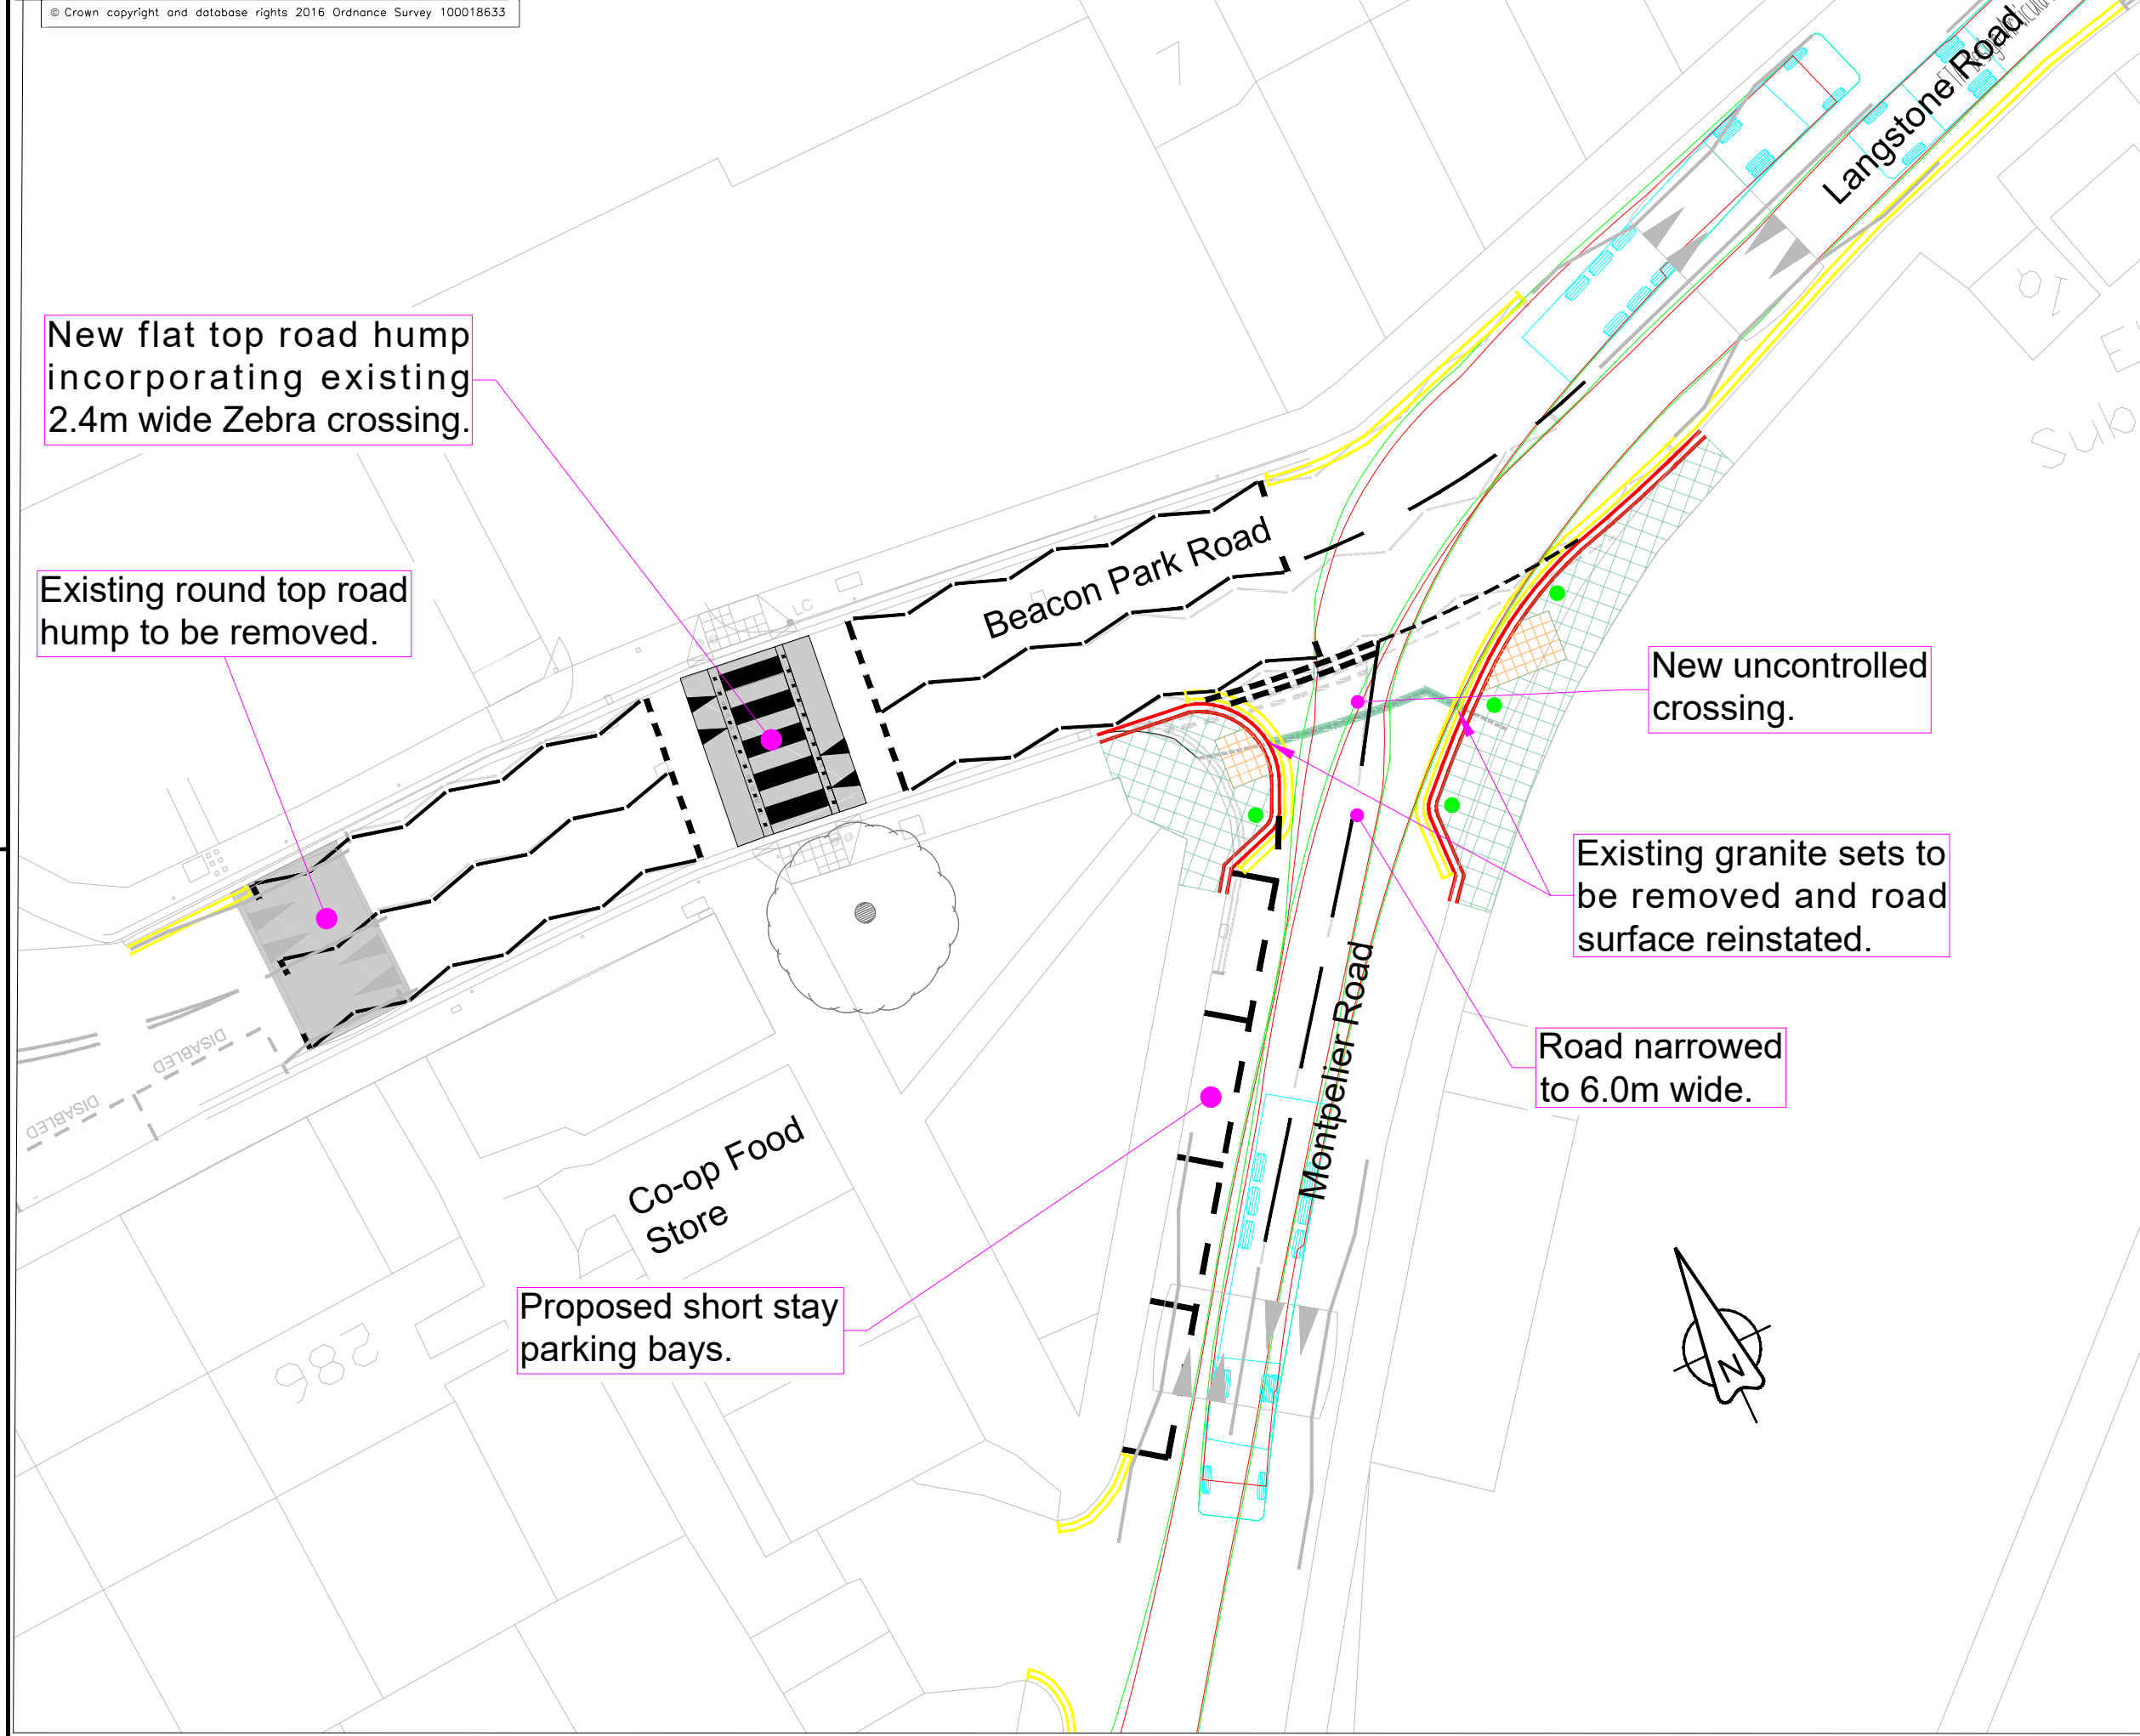 © Crown copyright and database rights 2016 Ordnance Survey 100018633
Langstone Road
7
New flat top road hump
incorporating existing
2.4m wide Zebra crossing.
Existing round top road
hump to be removed.
LC
Beacon Park Road
New uncontrolled
crossing.
Existing granite sets to
be removed and road
surface reinstated.
Road narrowed
to 6.0m wide.
Montpelier Road
DISABLED
DISABLED
Co-op Food
Store
Proposed short stay
parking bays.
286
N